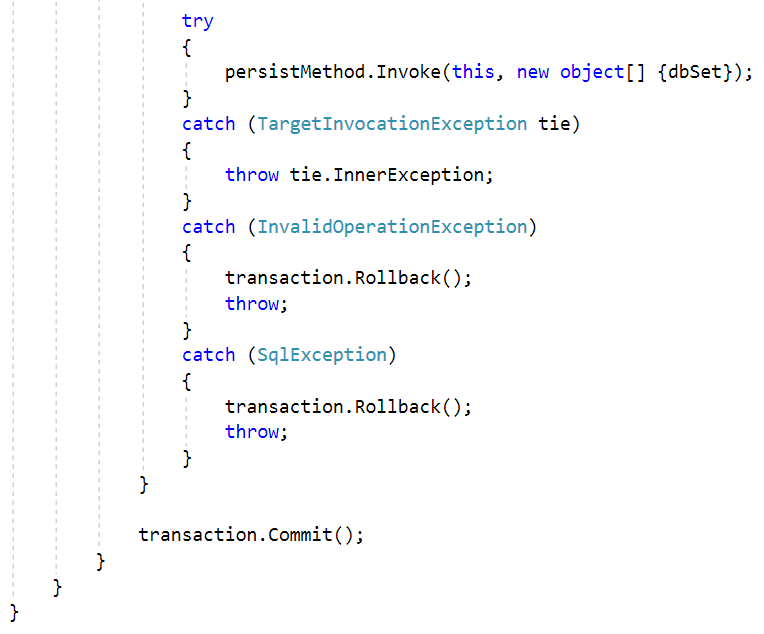 try
{
persistMethod.Invoke(this, new object[] {dbSet});
}
catch (TargetInvocationException tie)
{
throw tie.InnerException;
}
catch (InvalidOperationException)
{
transaction.Rollback();
throw;
}
catch (SqlException)
{
transaction.Rollback();
throw;
}
}
transaction.Commit();
}
}
}